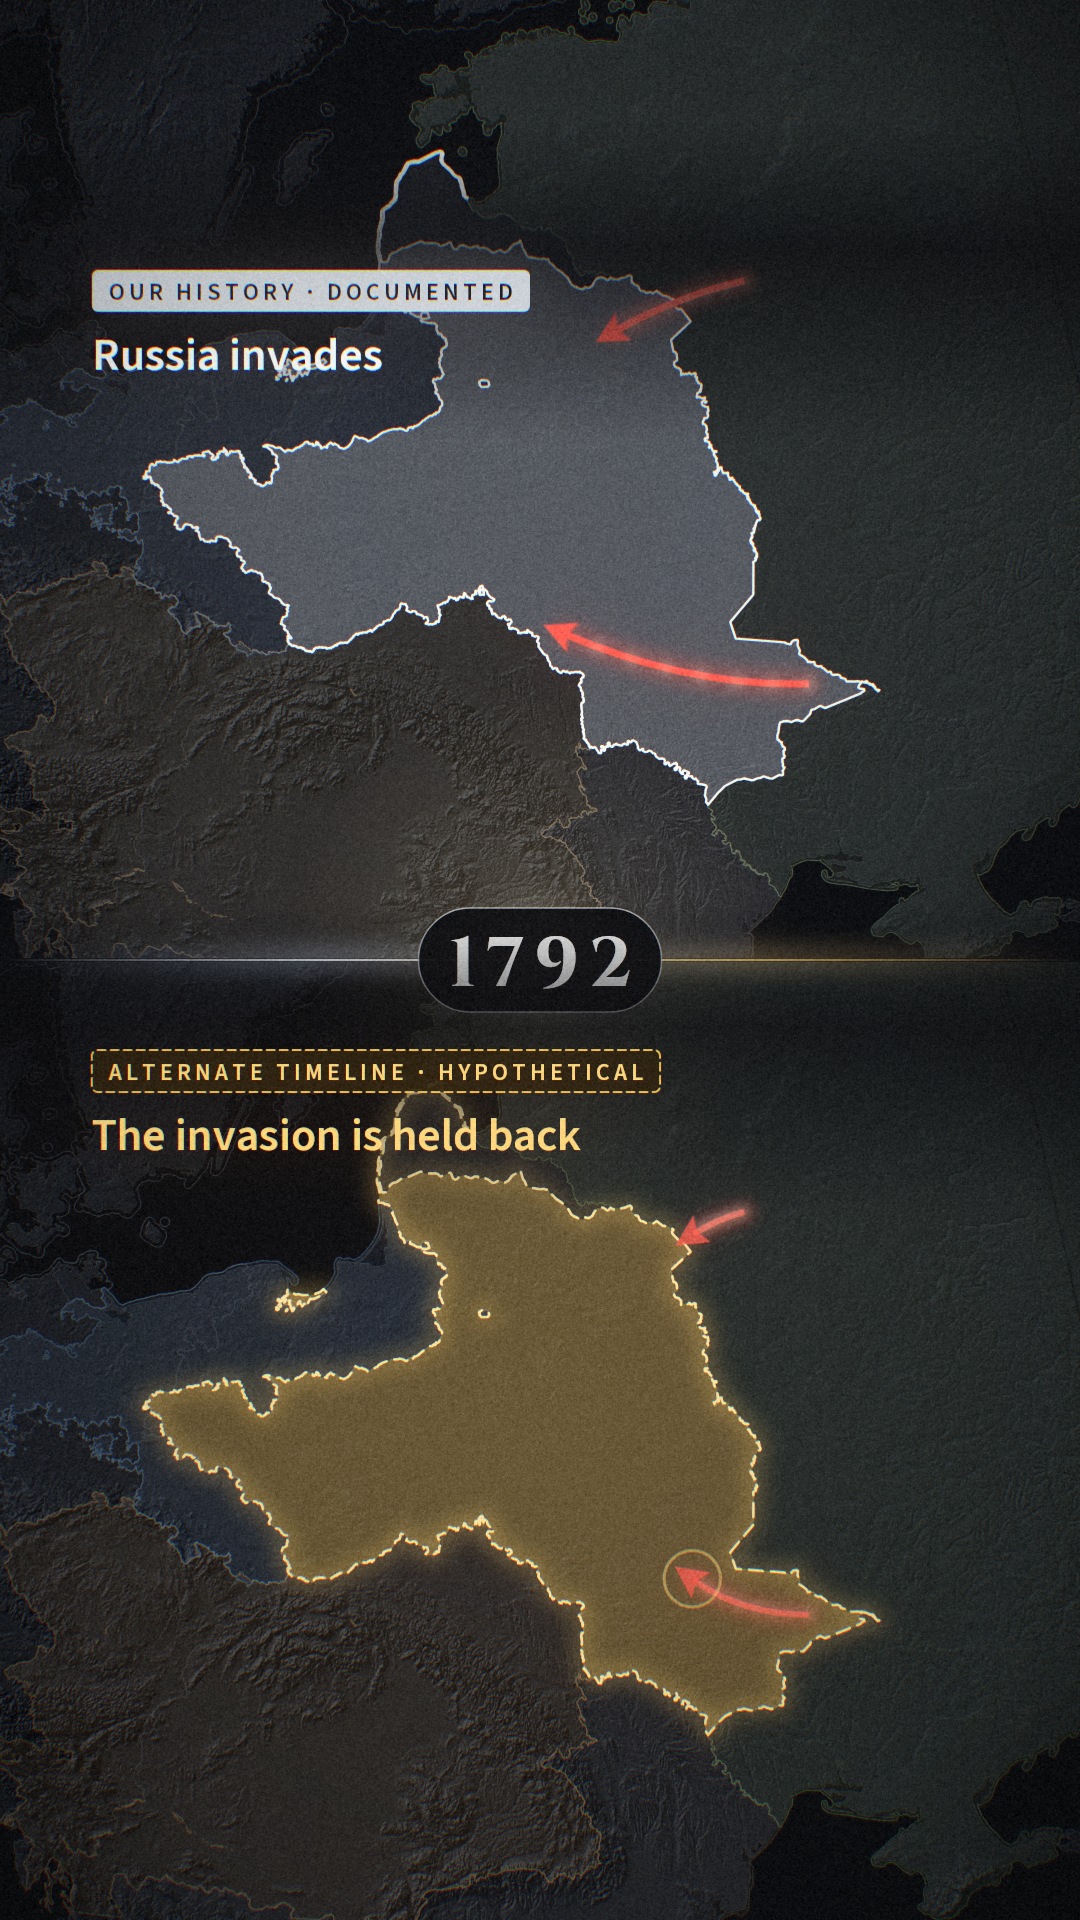 OUR HISTORY · DOCUMENTED
Russia invades
1792
ALTERNATE TIMELINE · HYPOTHETICAL
The invasion is held back